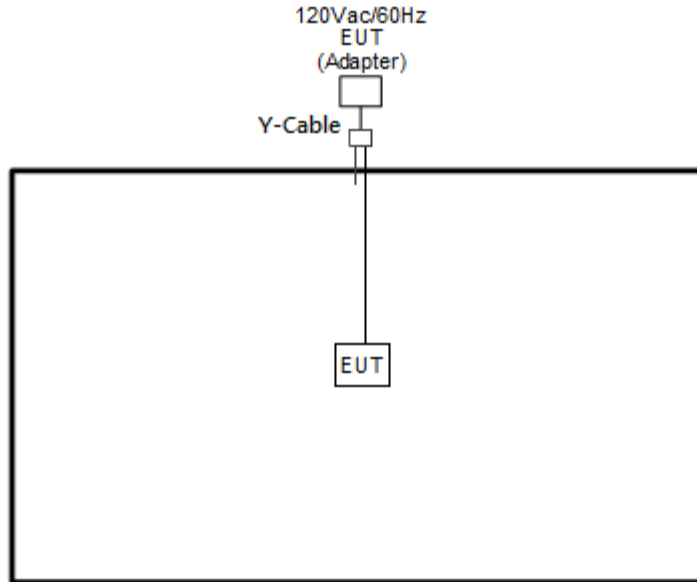 120Vac/60Hz
EUT
(Adapter)
Y-Cable
EUT